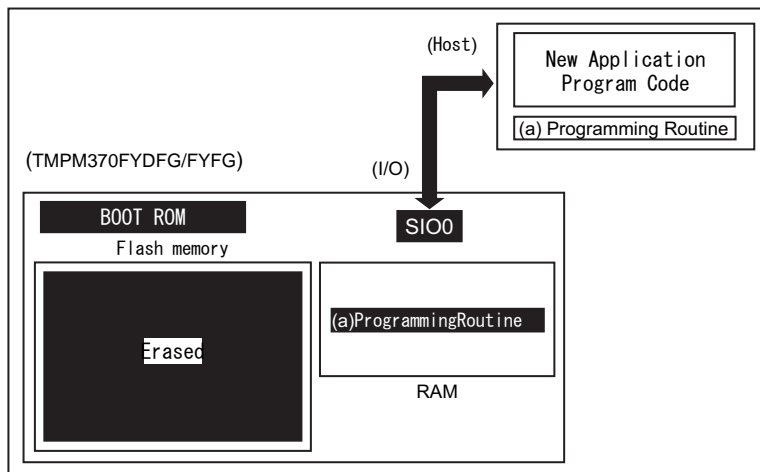 (Host)
New Application
Program Code
(a) Programming Routine
(TMPM370FYDFG/FYFG)
(I/O)
BOOT ROM
SIO0
Flash memory
Erased
(a)ProgrammingRoutine
RAM